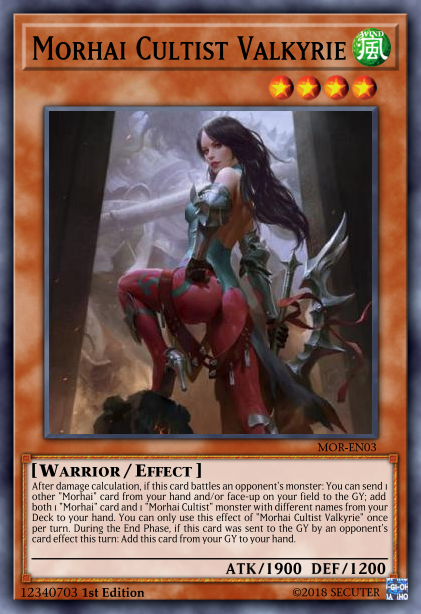 MORHAI CULTIST VALKYRIE
WIND
風
MOR-EN03
[WARRIOR/EFFECT]
After damage calculation, if this card battles an opponent's monster: You can send 1
other "Morhai" card from your hand and/or face-up on your field to the GY; add
both 1 "Morhai" card and 1 "Morhai Cultist" monster with different names from your
Deck to your hand. You can only use this effect of "Morhai Cultist Valkyrie" once
per turn. During the End Phase, if this card was sent to the GY by an opponent's
card effect this turn: Add this card from your GY to your hand.
ATK/1900 DEF/1200
12340703 1st Edition
©2018 SECUTER